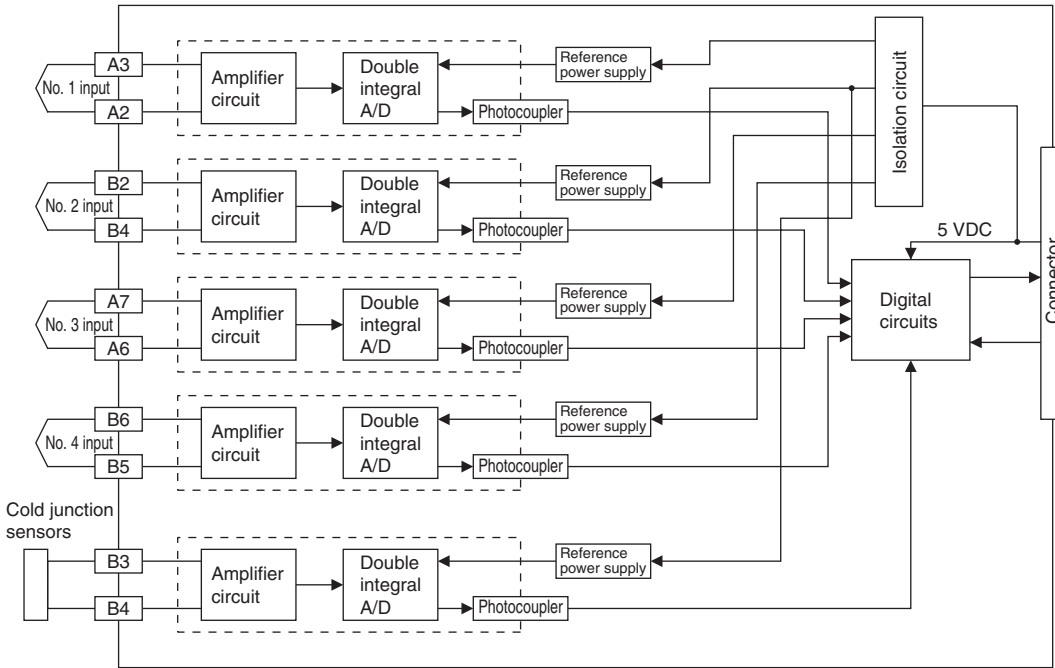 A3
No. 1 input
A2
Amplifier
circuit
Double
integral
A/D
Reference
power supply
Photocoupler
Isolation circuit
B2
No. 2 input
B4
Amplifier
circuit
Double
integral
A/D
Reference
power supply
Photocoupler
5 VDC
Connector
A7
No. 3 input
A6
Amplifier
circuit
Double
integral
A/D
Reference
power supply
Photocoupler
Digital
circuits
B6
No. 4 input
B5
Amplifier
circuit
Double
integral
A/D
Reference
power supply
Photocoupler
Cold junction
sensors
B3
B4
Amplifier
circuit
Double
integral
A/D
Reference
power supply
Photocoupler